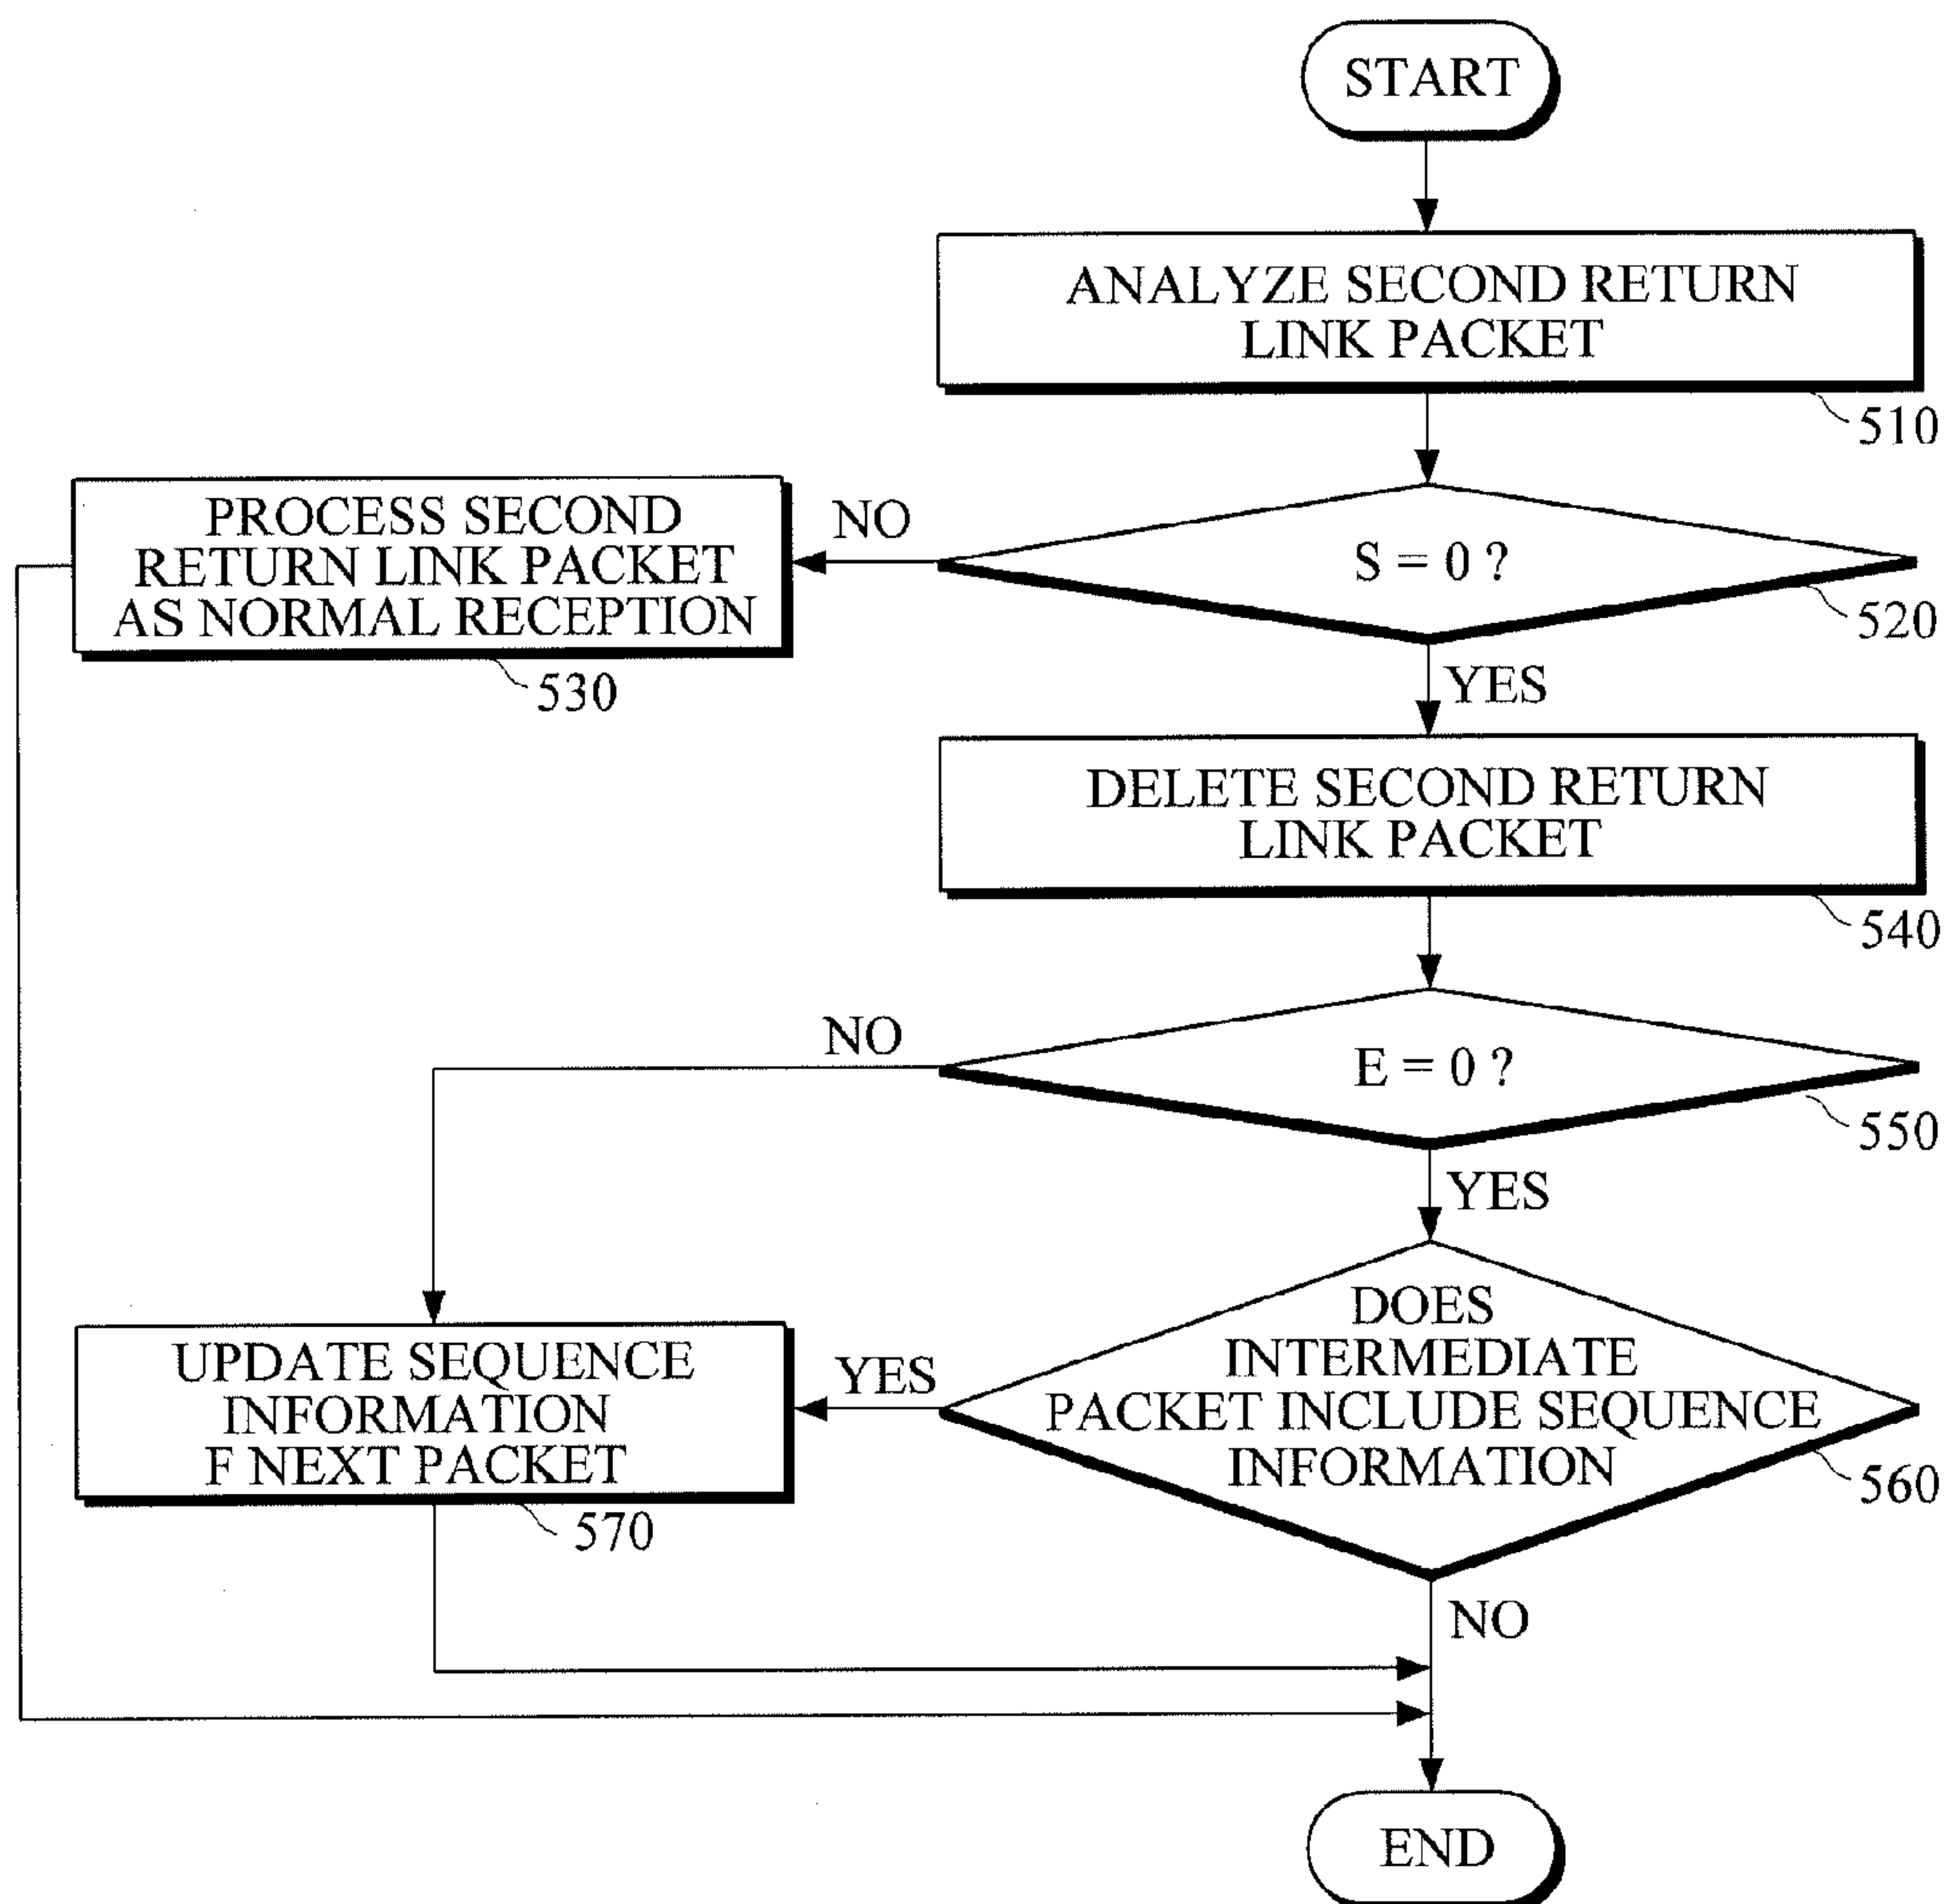 START
ANALYZE SECOND RETURN
LINK PACKET
510
PROCESS SECOND
RETURN LINK PACKET
AS NORMAL RECEPTION
530
NO
S = 0 ?
520
YES
DELETE SECOND RETURN
LINK PACKET
540
NO
E = 0 ?
550
YES
UPDATE SEQUENCE
INFORMATION
F NEXT PACKET
570
YES
DOES
INTERMEDIATE
PACKET INCLUDE SEQUENCE
INFORMATION
560
NO
END